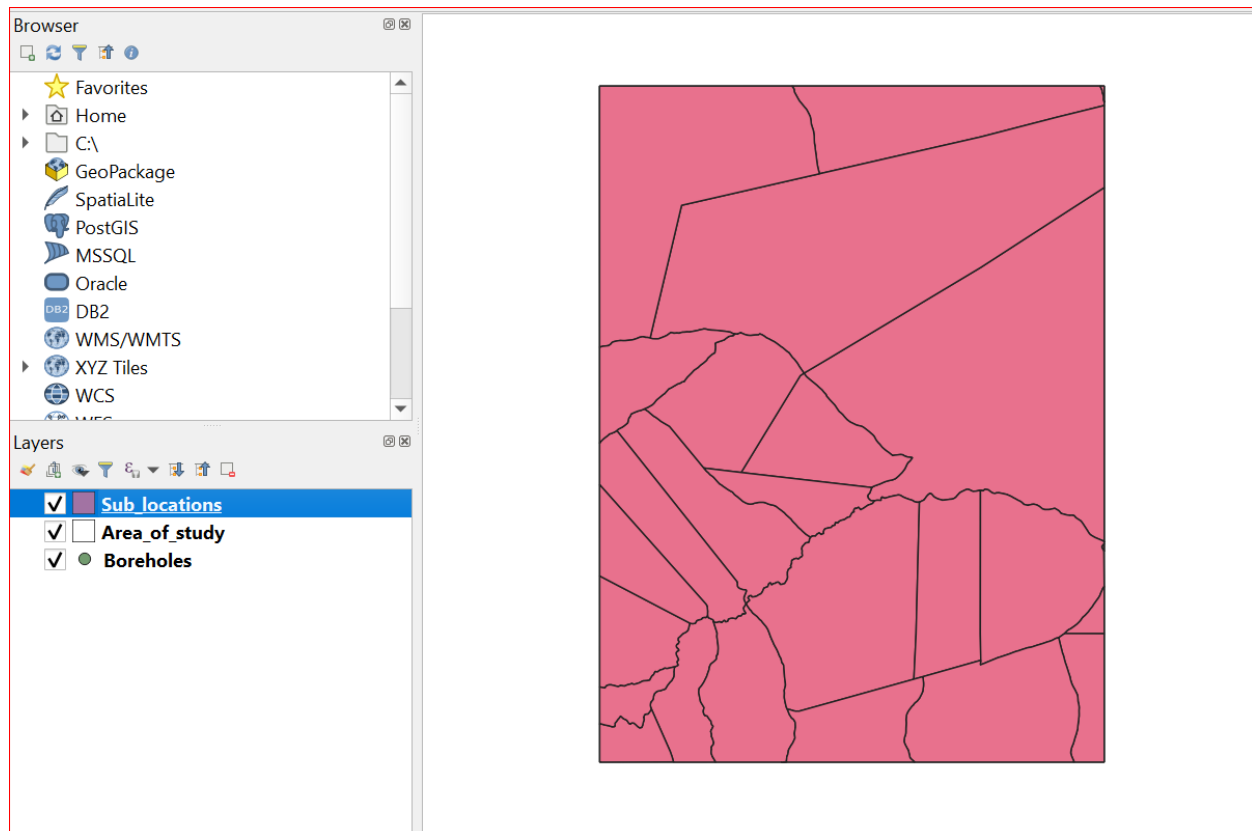 Browser
Favorites
Home
C:\
GeoPackage
SpatiaLite
PostGIS
MSSQL
Oracle
DB2 DB2
WMS/WMTS
XYZ Tiles
WCS
Layers
Sub_locations
Area_of_study
Boreholes